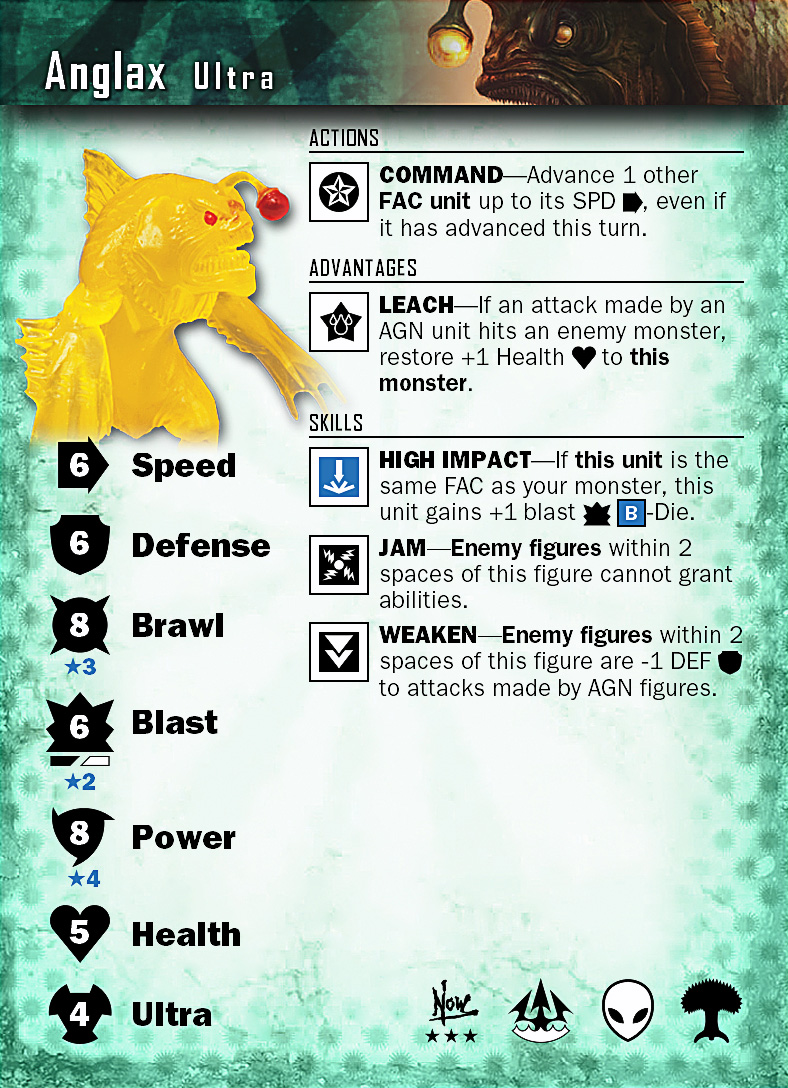 Anglax Ultra
ACTIONS
COMMAND—Advance 1 other
FAC unit up to its SPD , even if
it has advanced this turn.
ADVANTAGES
LEACH—If an attack made by an
AGN unit hits an enemy monster,
restore +1 Health to this
monster.
SKILLS
HIGH IMPACT—If this unit is the
same FAC as your monster, this
unit gains +1 blast B-Die.
JAM—Enemy figures within 2
spaces of this figure cannot grant
abilities.
WEAKEN—Enemy figures within 2
spaces of this figure are -1 DEF
to attacks made by AGN figures.
6 Speed
6 Defense
8 Brawl
★3
6 Blast
★2
8 Power
★4
5 Health
4 Ultra
Now
★★★